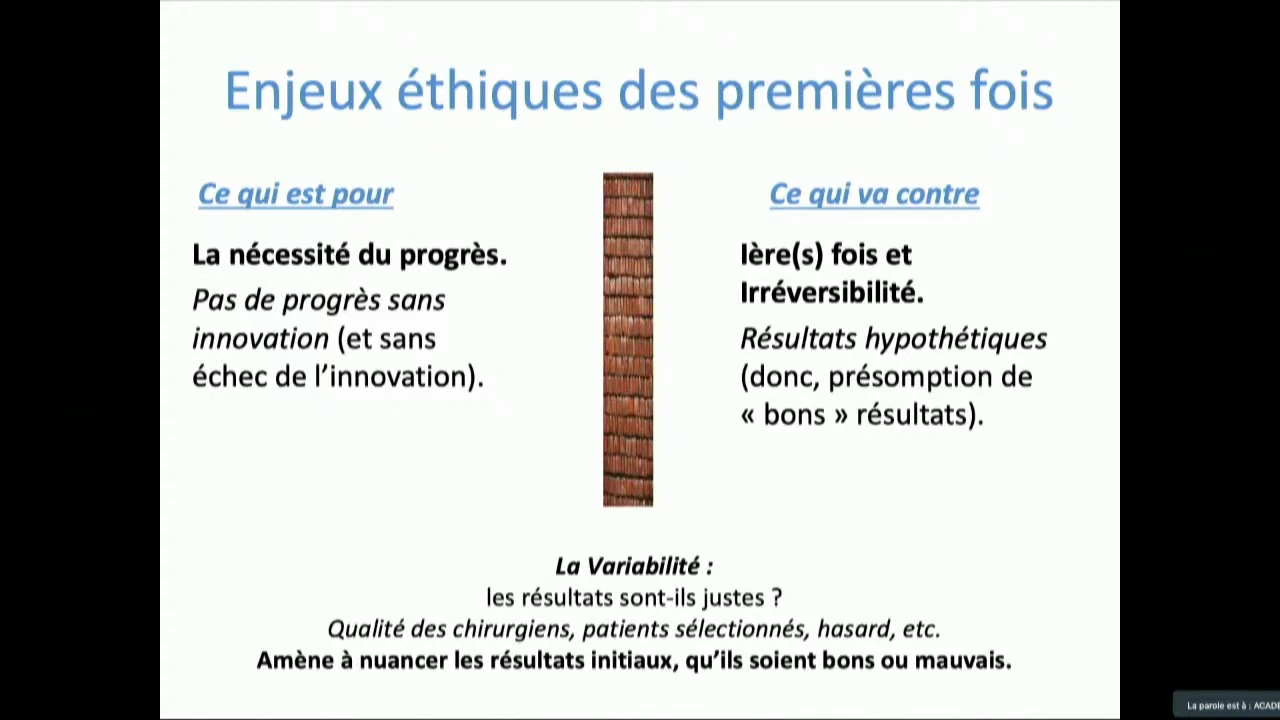 Enjeux éthiques des premières fois
Ce qui est pour
La nécessité du progrès.
Pas de progrès sans
innovation (et sans
échec de l’innovation).
Ce qui va contre
Ière(s) fois et
Irréversibilité.
Résultats hypothétiques
(donc, présomption de
« bons » résultats).
La Variabilité :
les résultats sont-ils justes ?
Qualité des chirurgiens, patients sélectionnés, hasard, etc.
Amène à nuancer les résultats initiaux, qu’ils soient bons ou mauvais.
La parole est à : ACADE